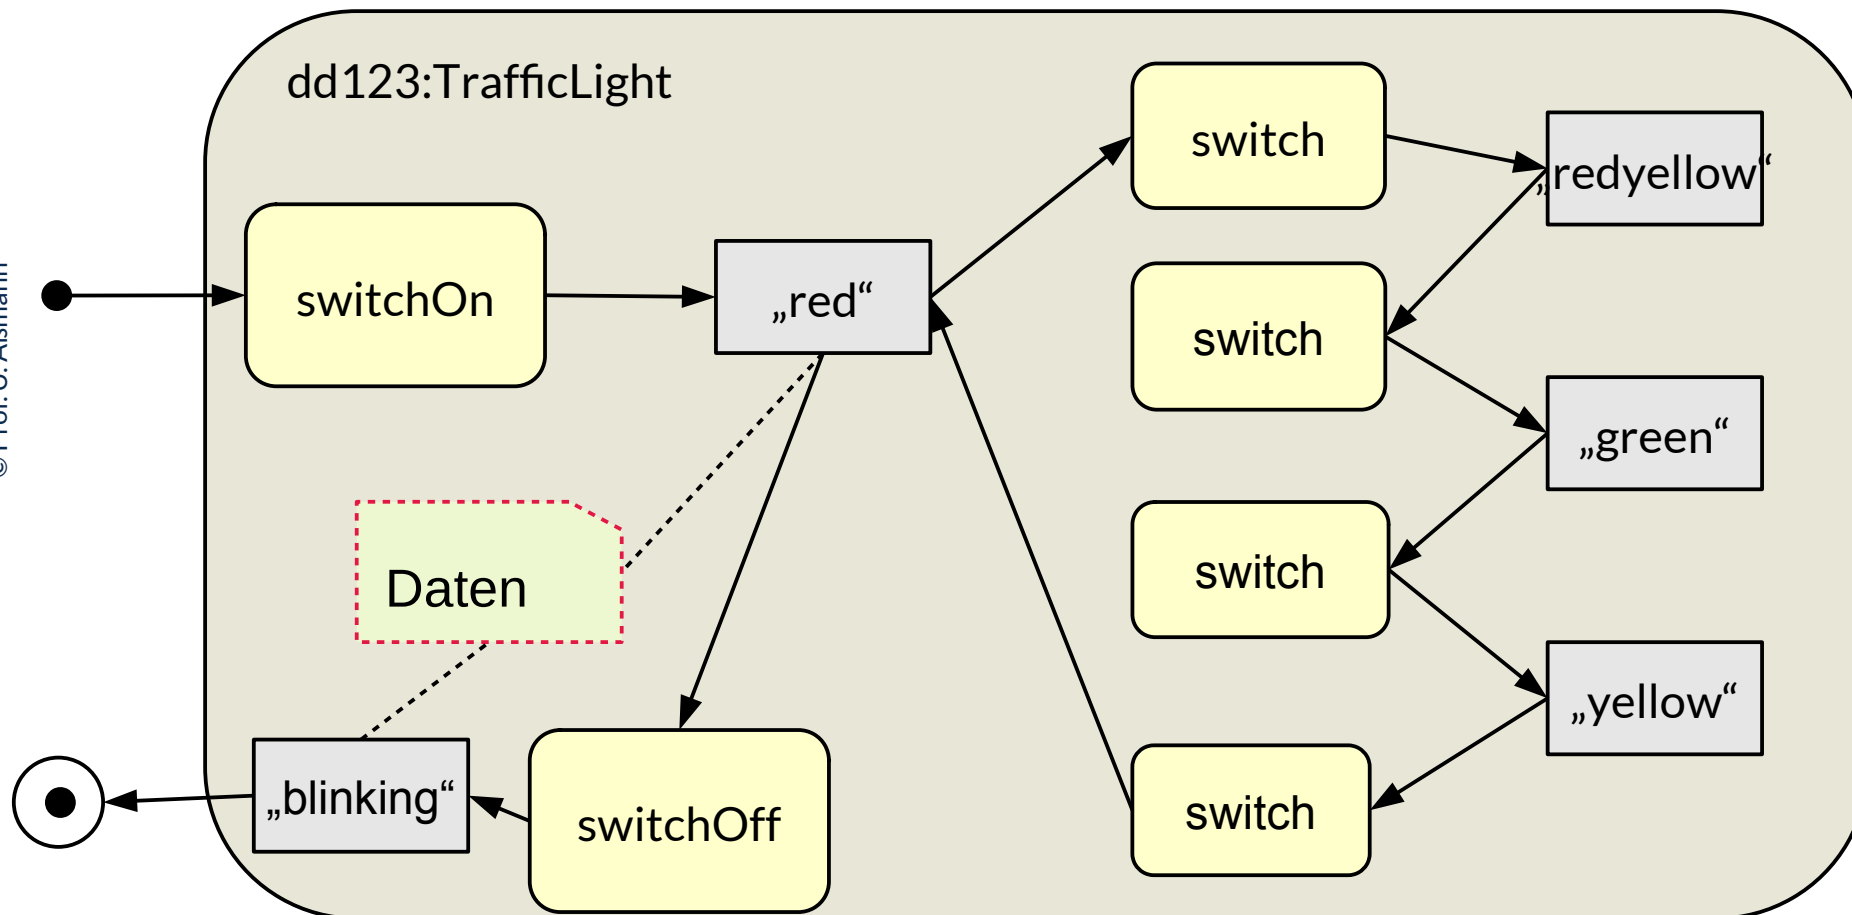 dd123:TrafficLight
switch
„redyellow“
switchOn
„red“
switch
„green“
Daten
switch
„yellow“
„blinking“
switchOff
switch